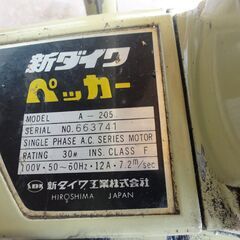 新ダイワ
ペッカー
MODEL A-205
SERIAL NO.663741
SINGLE PHASE A.C. SERIES MOTOR
RATING 30m INS.CLASS F
100V·50~60Hz·12A·7.2m/sec
新ダイワ工業株式会社
HIROSHIMA JAPAN